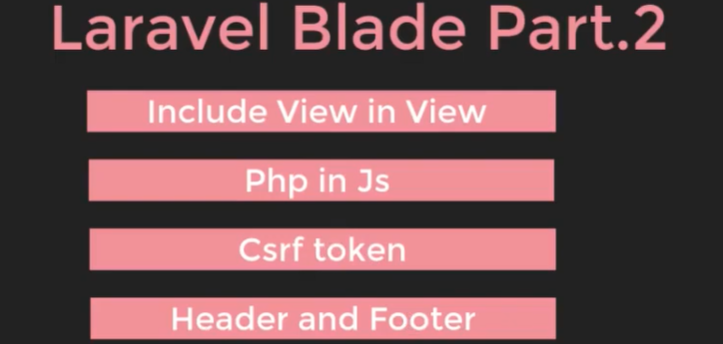 Laravel Blade Part.2
Include View in View
Php in Js
Csrf token
Header and Footer